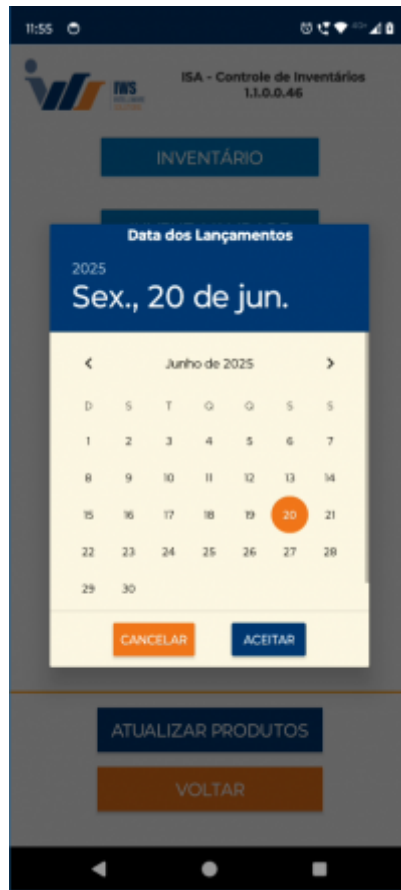 11:55
IWS
ISA - Controle de Inventários
1.1.0.0.46
INVENTÁRIO
Data dos Lançamentos
2025
Sex., 20 de jun.
Junho de 2025
D S T Q Q S S
1 2 3 4 5 6 7
8 9 10 11 12 13 14
15 16 17 18 19 20 21
22 23 24 25 26 27 28
29 30
CANCELAR ACEITAR
ATUALIZAR PRODUTOS
VOLTAR